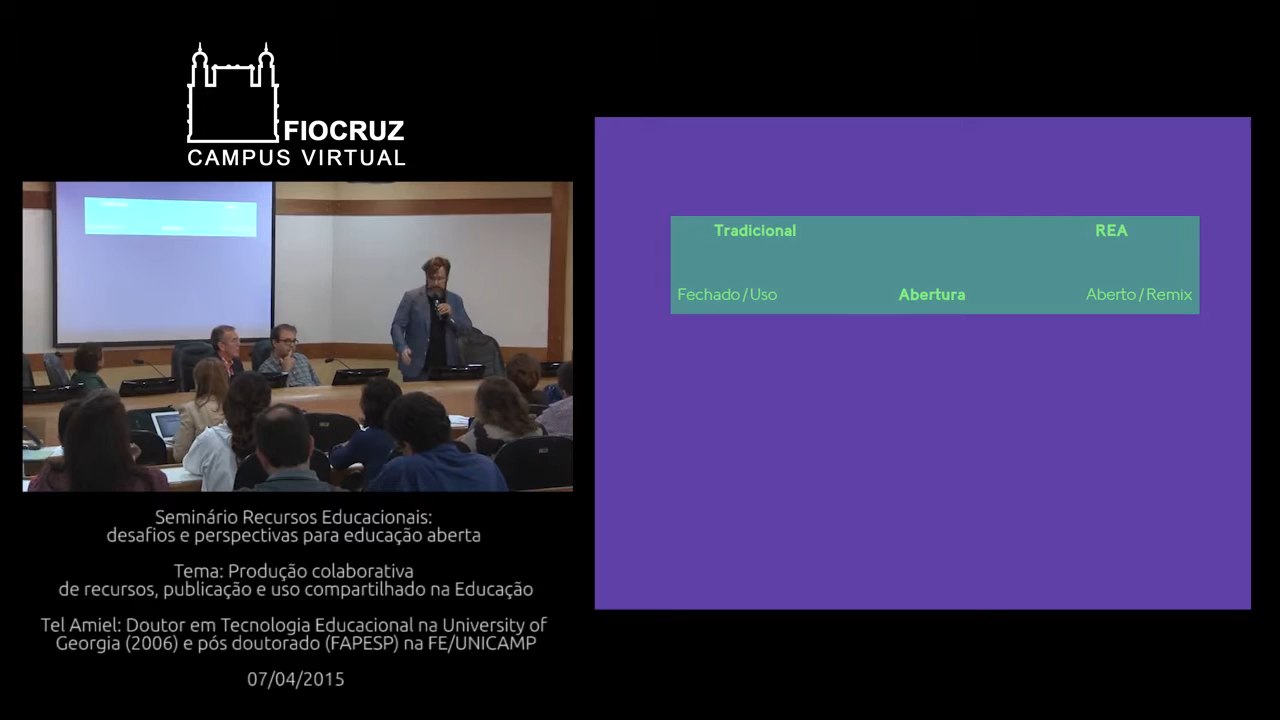 FIOCRUZ
CAMPUS VIRTUAL
Seminário Recursos Educacionais:
desafios e perspectivas para educação aberta
Tema: Produção colaborativa
de recursos, publicação e uso compartilhado na Educação
Tel Amiel: Doutor em Tecnologia Educacional na University of
Georgia (2006) e pós doutorado (FAPESP) na FE/UNICAMP
07/04/2015
Tradicional REA
Fechado/Uso Abertura Aberto/Remix